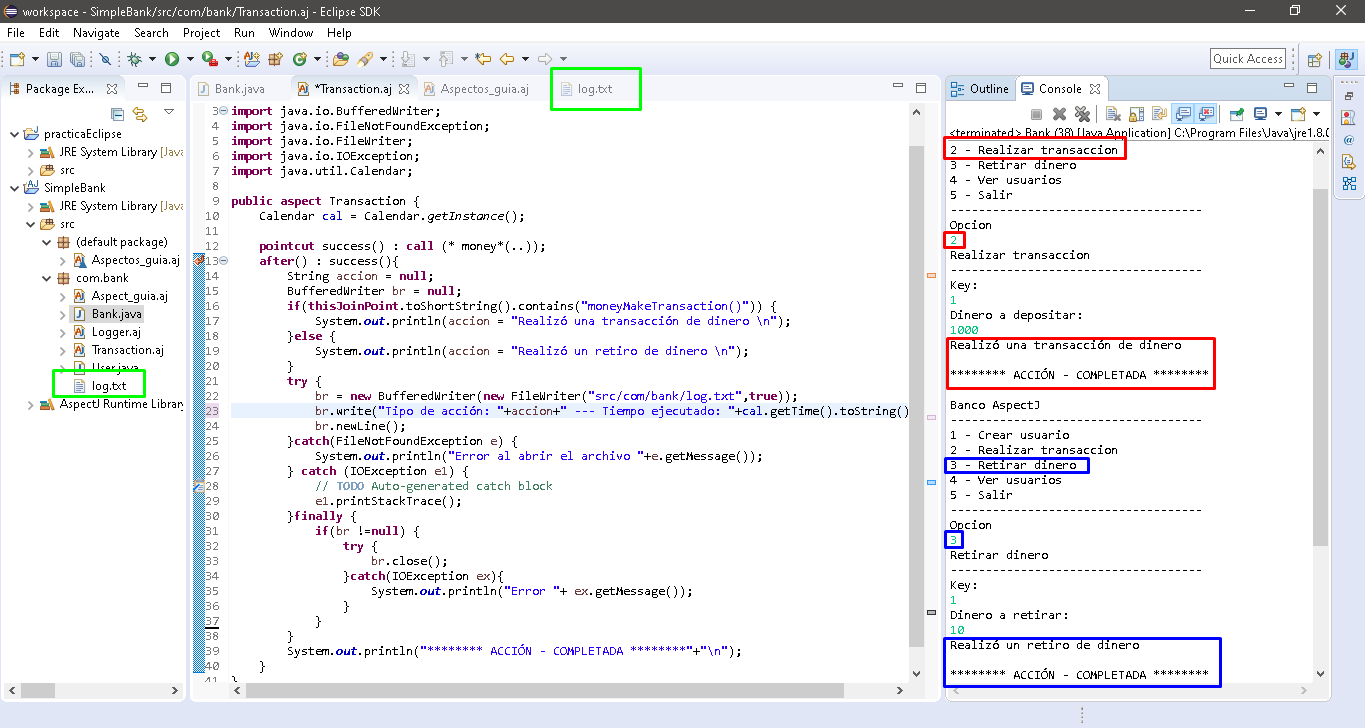 workspace - SimpleBank/src/com/bank/Transaction.aj - Eclipse SDK
File Edit Navigate Search Project Run Window Help
Quick Access
Package Ex...
practicaEclipse
JRE System Library [Java
src
SimpleBank
JRE System Library [Java
src
(default package)
Aspectos_guia.aj
com.bank
Aspect_guia.aj
Bank.java
Logger.aj
Transaction.aj
User.java
log.txt
AspectJ Runtime Library
Bank.java *Transaction.aj Aspectos_guia.aj log.txt
3 import java.io.BufferedWriter;
4 import java.io.FileNotFoundException;
5 import java.io.FileWriter;
6 import java.io.IOException;
7 import java.util.Calendar;
8
9 public aspect Transaction {
10 Calendar cal = Calendar.getInstance();
11
12 pointcut success() : call (* money*(..));
13 after() : success(){
14 String accion = null;
15 BufferedWriter br = null;
16 if(thisJoinPoint.toShortString().contains("moneyMakeTransaction()")) {
17 System.out.println(accion = "Realizó una transacción de dinero \n");
18 }else {
19 System.out.println(accion = "Realizó un retiro de dinero \n");
20 }
21 try {
22 br = new BufferedWriter(new FileWriter("src/com/bank/log.txt",true));
23 br.write("Tipo de acción: "+accion+" --- Tiempo ejecutado: "+cal.getTime().toString()
24 br.newLine();
25 }catch(FileNotFoundException e) {
26 System.out.println("Error al abrir el archivo "+e.getMessage());
27 } catch (IOException e1) {
28 // TODO Auto-generated catch block
29 e1.printStackTrace();
30 }finally {
31 if(br !=null) {
32 try {
33 br.close();
34 }catch(IOException ex){
35 System.out.println("Error "+ ex.getMessage());
36 }
37 }
38 }
39 System.out.println("******** ACCIÓN - COMPLETADA ********"+"\n");
40 }
41 }
Outline Console
<terminated> Bank (38) [Java Application] C:\Program Files\Java\jre1.8.0
2 - Realizar transaccion
3 - Retirar dinero
4 - Ver usuarios
5 - Salir
------------------------------------
Opcion
2
Realizar transaccion
------------------------------------
Key:
1
Dinero a depositar:
1000
Realizó una transacción de dinero
******** ACCIÓN - COMPLETADA ********
Banco AspectJ
------------------------------------
1 - Crear usuario
2 - Realizar transaccion
3 - Retirar dinero
4 - Ver usuarios
5 - Salir
------------------------------------
Opcion
3
Retirar dinero
------------------------------------
Key:
1
Dinero a retirar:
10
Realizó un retiro de dinero
******** ACCIÓN - COMPLETADA ********